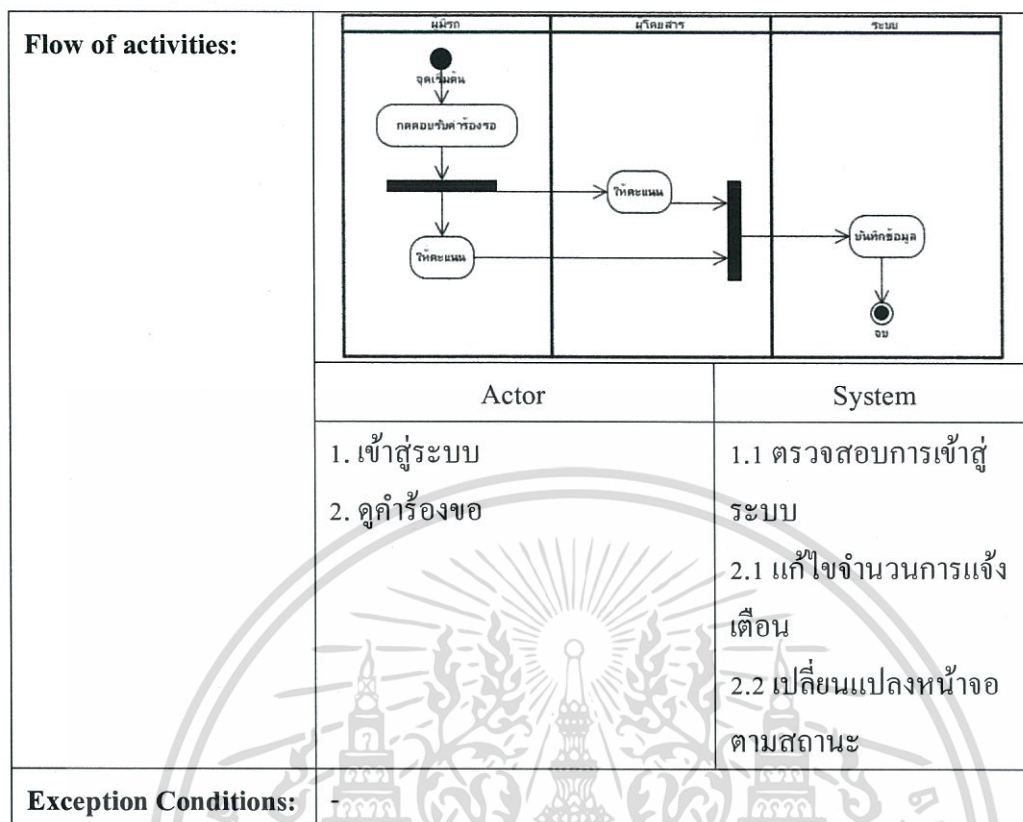 Flow of activities:
ผู้มีรถ
ผู้โดยสาร
ระบบ
จุดเริ่มต้น
กดตอบรับคำร้องรอ
ให้คะแนน
ให้คะแนน
บันทึกข้อมูล
จบ
Actor
System
1. เข้าสู่ระบบ
2. ดูคำร้องขอ
1.1 ตรวจสอบการเข้าสู่
ระบบ
2.1 แก้ไขจำนวนการแจ้ง
เตือน
2.2 เปลี่ยนแปลงหน้าจอ
ตามสถานะ
Exception Conditions:
-